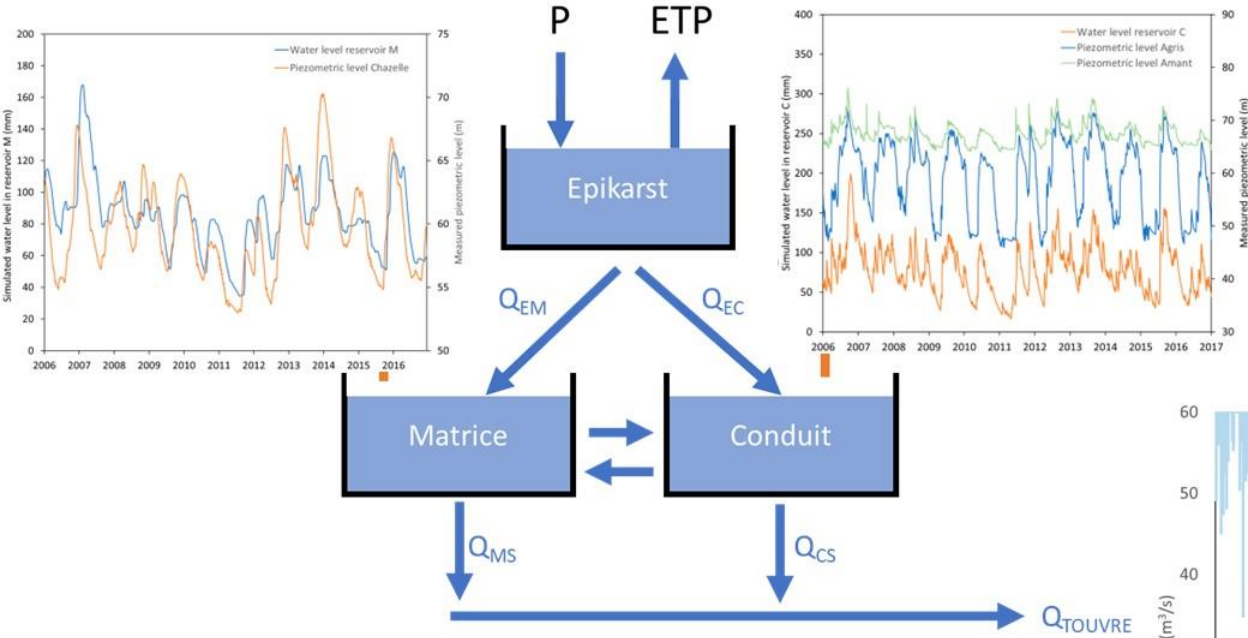 P
ETP
200
180
160
140
120
100
80
60
40
20
0
Simulated water level in reservoir M (mm)
Water level reservoir M
Piezometric level Chazelle
75
70
65
60
55
50
Measured piezometric level (m)
2006 2007 2008 2009 2010 2011 2012 2013 2014 2015 2016
400
350
300
250
200
150
100
50
0
Simulated water level in reservoir C (mm)
Water level reservoir C
Piezometric level Agris
Piezometric level Amant
90
80
70
60
50
40
30
Measured piezometric level (m)
2006 2007 2008 2009 2010 2011 2012 2013 2014 2015 2016 2017
Epikarst
QEM
QEC
Matrice
Conduit
QMS
QCS
QTOUVRE
60
50
40
(m³/s)